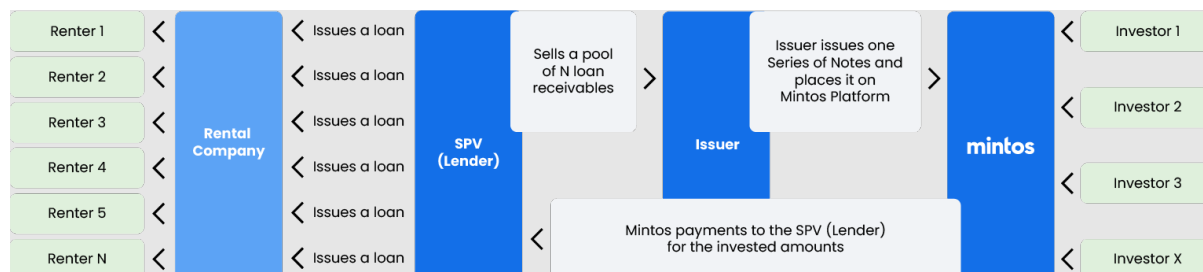 Renter 1
Renter 2
Renter 3
Renter 4
Renter 5
Renter N
Rental
Company
Issues a loan
Issues a loan
Issues a loan
Issues a loan
Issues a loan
Issues a loan
SPV
(Lender)
Sells a pool
of N loan
receivables
Issuer
Issuer issues one
Series of Notes and
places it on
Mintos Platform
Mintos payments to the SPV (Lender)
for the invested amounts
mintos
Investor 1
Investor 2
Investor 3
Investor X